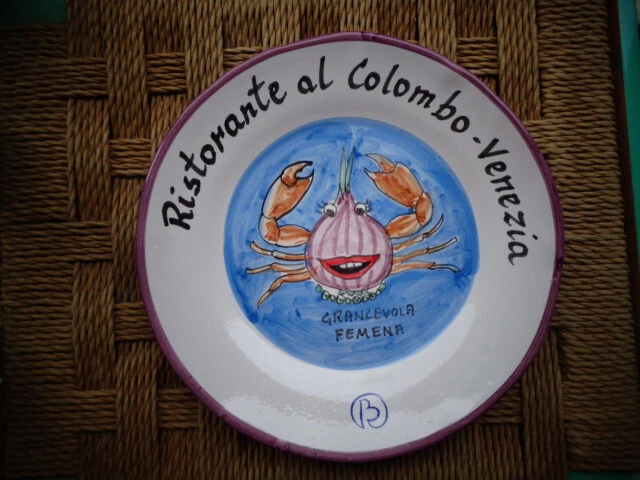 Ristorante al Colombo - Venezia
GRANCEVOLA
FEMENA
B